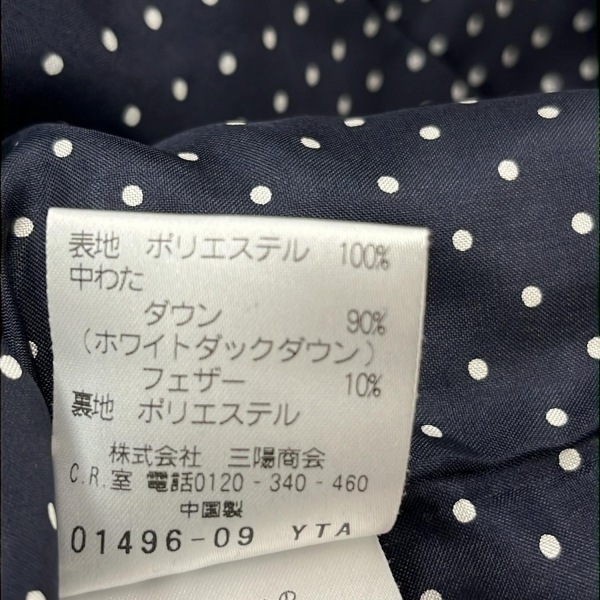 表地 ポリエステル 100%
中わた
ダウン 90%
（ホワイトダックダウン）
フェザー 10%
裏地 ポリエステル
株式会社 三陽商会
C.R.室 電話0120-340-460
中国製
01496-09 YTA
®